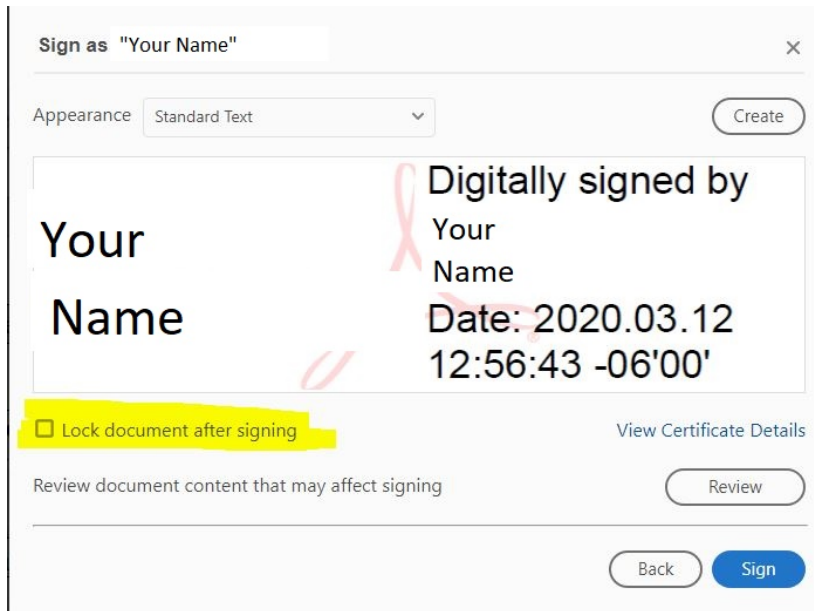 Sign as "Your Name"
Appearance Standard Text Create
Your
Name
Digitally signed by
Your
Name
Date: 2020.03.12
12:56:43 -06'00'
Lock document after signing View Certificate Details
Review document content that may affect signing Review
Back Sign